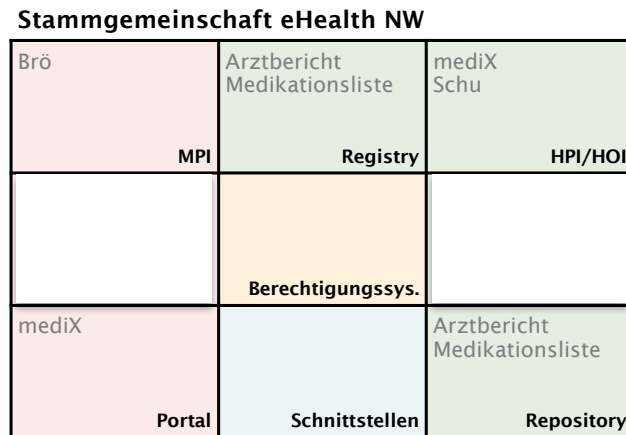 Stammgemeinschaft eHealth NW
Brö
MPI
Arztbericht
Medikationsliste
Registry
mediX
Schu
HPI/HOI
Berechtigungssys.
mediX
Portal
Schnittstellen
Arztbericht
Medikationsliste
Repository